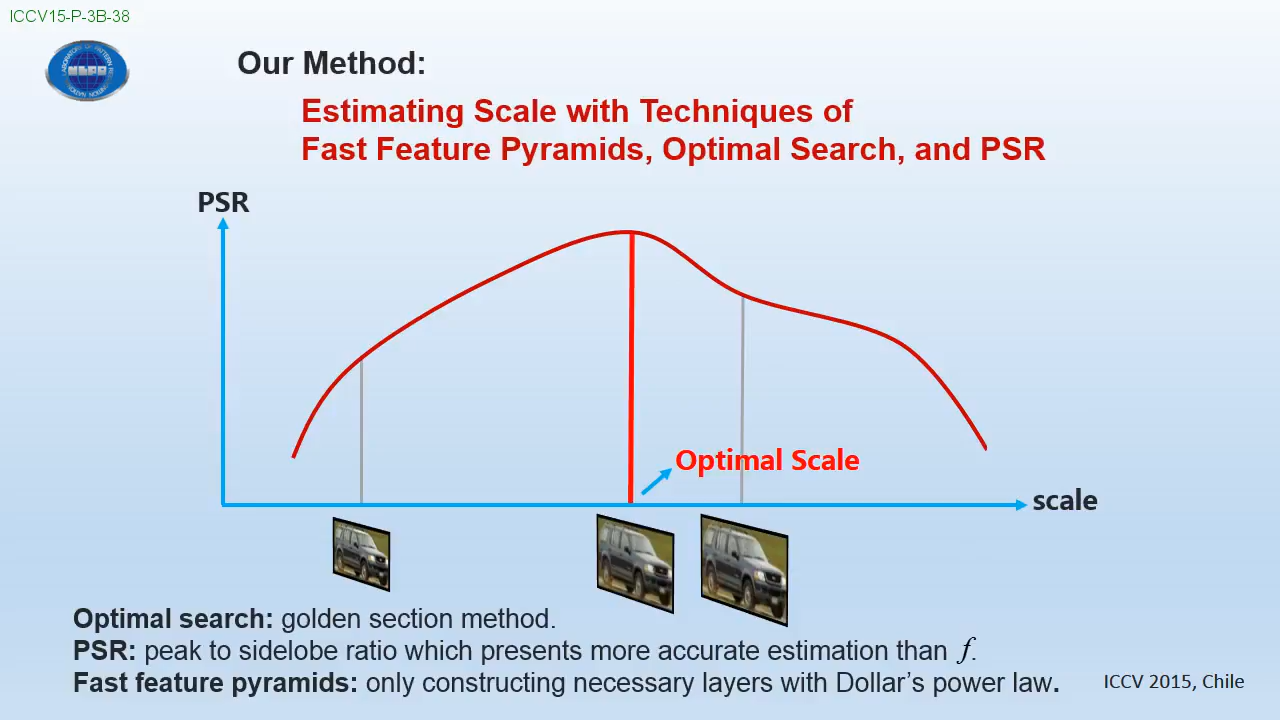 ICCV15-P-3B-38
Our Method:
Estimating Scale with Techniques of
Fast Feature Pyramids, Optimal Search, and PSR
PSR
Optimal Scale
scale
Optimal search: golden section method.
PSR: peak to sidelobe ratio which presents more accurate estimation than f.
Fast feature pyramids: only constructing necessary layers with Dollar’s power law.
ICCV 2015, Chile